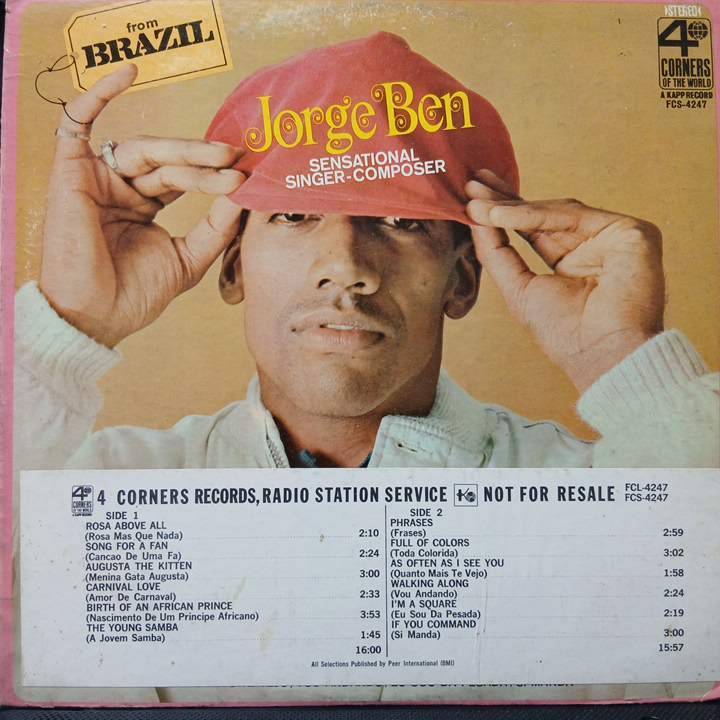 from
BRAZIL
STEREO
4
CORNERS
OF THE WORLD
A KAPP RECORD
FCS-4247
Jorge Ben
SENSATIONAL
SINGER-COMPOSER
4 CORNERS RECORDS, RADIO STATION SERVICE NOT FOR RESALE
FCL-4247
FCS-4247
SIDE 1
ROSA ABOVE ALL
(Rosa Mas Que Nada) 2:10
SONG FOR A FAN
(Cancao De Uma Fa) 2:24
AUGUSTA THE KITTEN
(Menina Gata Augusta) 3:00
CARNIVAL LOVE
(Amor De Carnaval) 2:33
BIRTH OF AN AFRICAN PRINCE
(Nascimento De Um Principe Africano) 3:53
THE YOUNG SAMBA
(A Jovem Samba) 1:45
16:00
SIDE 2
PHRASES
(Frases) 2:59
FULL OF COLORS
(Toda Colorida) 3:02
AS OFTEN AS I SEE YOU
(Quanto Mais Te Vejo) 1:58
WALKING ALONG
(Vou Andando) 2:24
I'M A SQUARE
(Eu Sou Da Pesada) 2:19
IF YOU COMMAND
(Si Manda) 3:00
15:57
All Selections Published by Peer International (BMI)